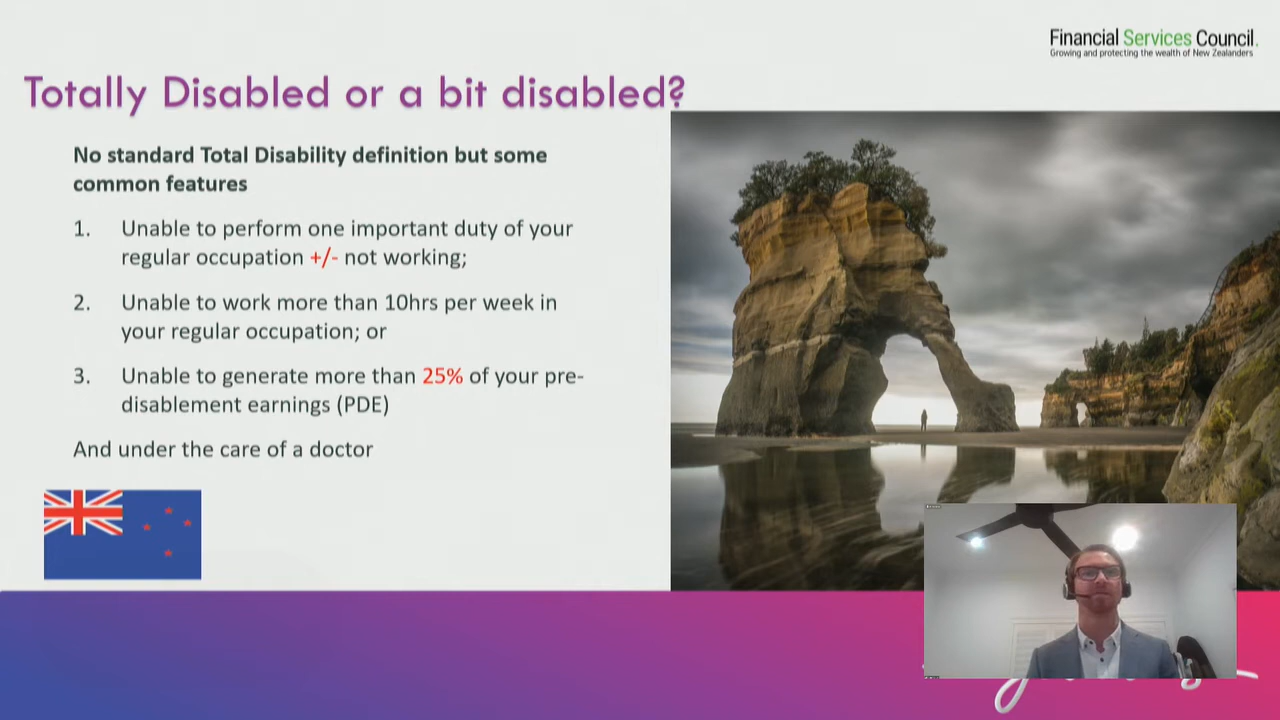 Financial Services Council.
Growing and protecting the wealth of New Zealanders
Totally Disabled or a bit disabled?
No standard Total Disability definition but some
common features
1. Unable to perform one important duty of your
regular occupation +/- not working;
2. Unable to work more than 10hrs per week in
your regular occupation; or
3. Unable to generate more than 25% of your pre-
disablement earnings (PDE)
And under the care of a doctor